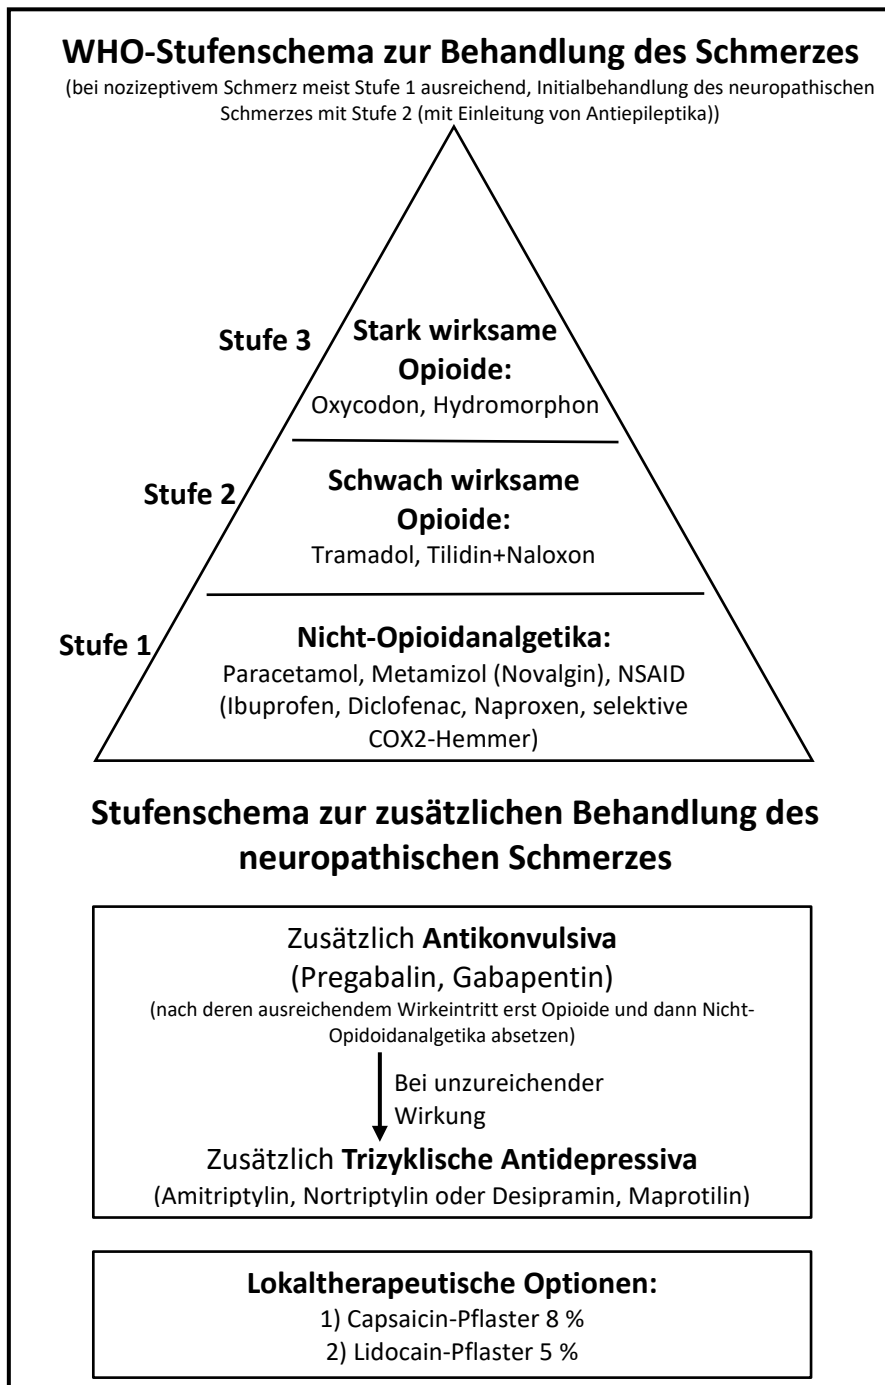 WHO-Stufenschema zur Behandlung des Schmerzes
(bei nozizeptivem Schmerz meist Stufe 1 ausreichend, Initialbehandlung des neuropathischen
Schmerzes mit Stufe 2 (mit Einleitung von Antiepileptika))
Stufe 3
Stark wirksame
Opioide:
Oxycodon, Hydromorphon
Stufe 2
Schwach wirksame
Opioide:
Tramadol, Tilidin+Naloxon
Stufe 1
Nicht-Opioidanalgetika:
Paracetamol, Metamizol (Novalgin), NSAID
(Ibuprofen, Diclofenac, Naproxen, selektive
COX2-Hemmer)
Stufenschema zur zusätzlichen Behandlung des
neuropathischen Schmerzes
Zusätzlich Antikonvulsiva
(Pregabalin, Gabapentin)
(nach deren ausreichendem Wirkeintritt erst Opioide und dann Nicht-
Opidoidanalgetika absetzen)
Bei unzureichender
Wirkung
Zusätzlich Trizyklische Antidepressiva
(Amitriptylin, Nortriptylin oder Desipramin, Maprotilin)
Lokaltherapeutische Optionen:
1) Capsaicin-Pflaster 8 %
2) Lidocain-Pflaster 5 %